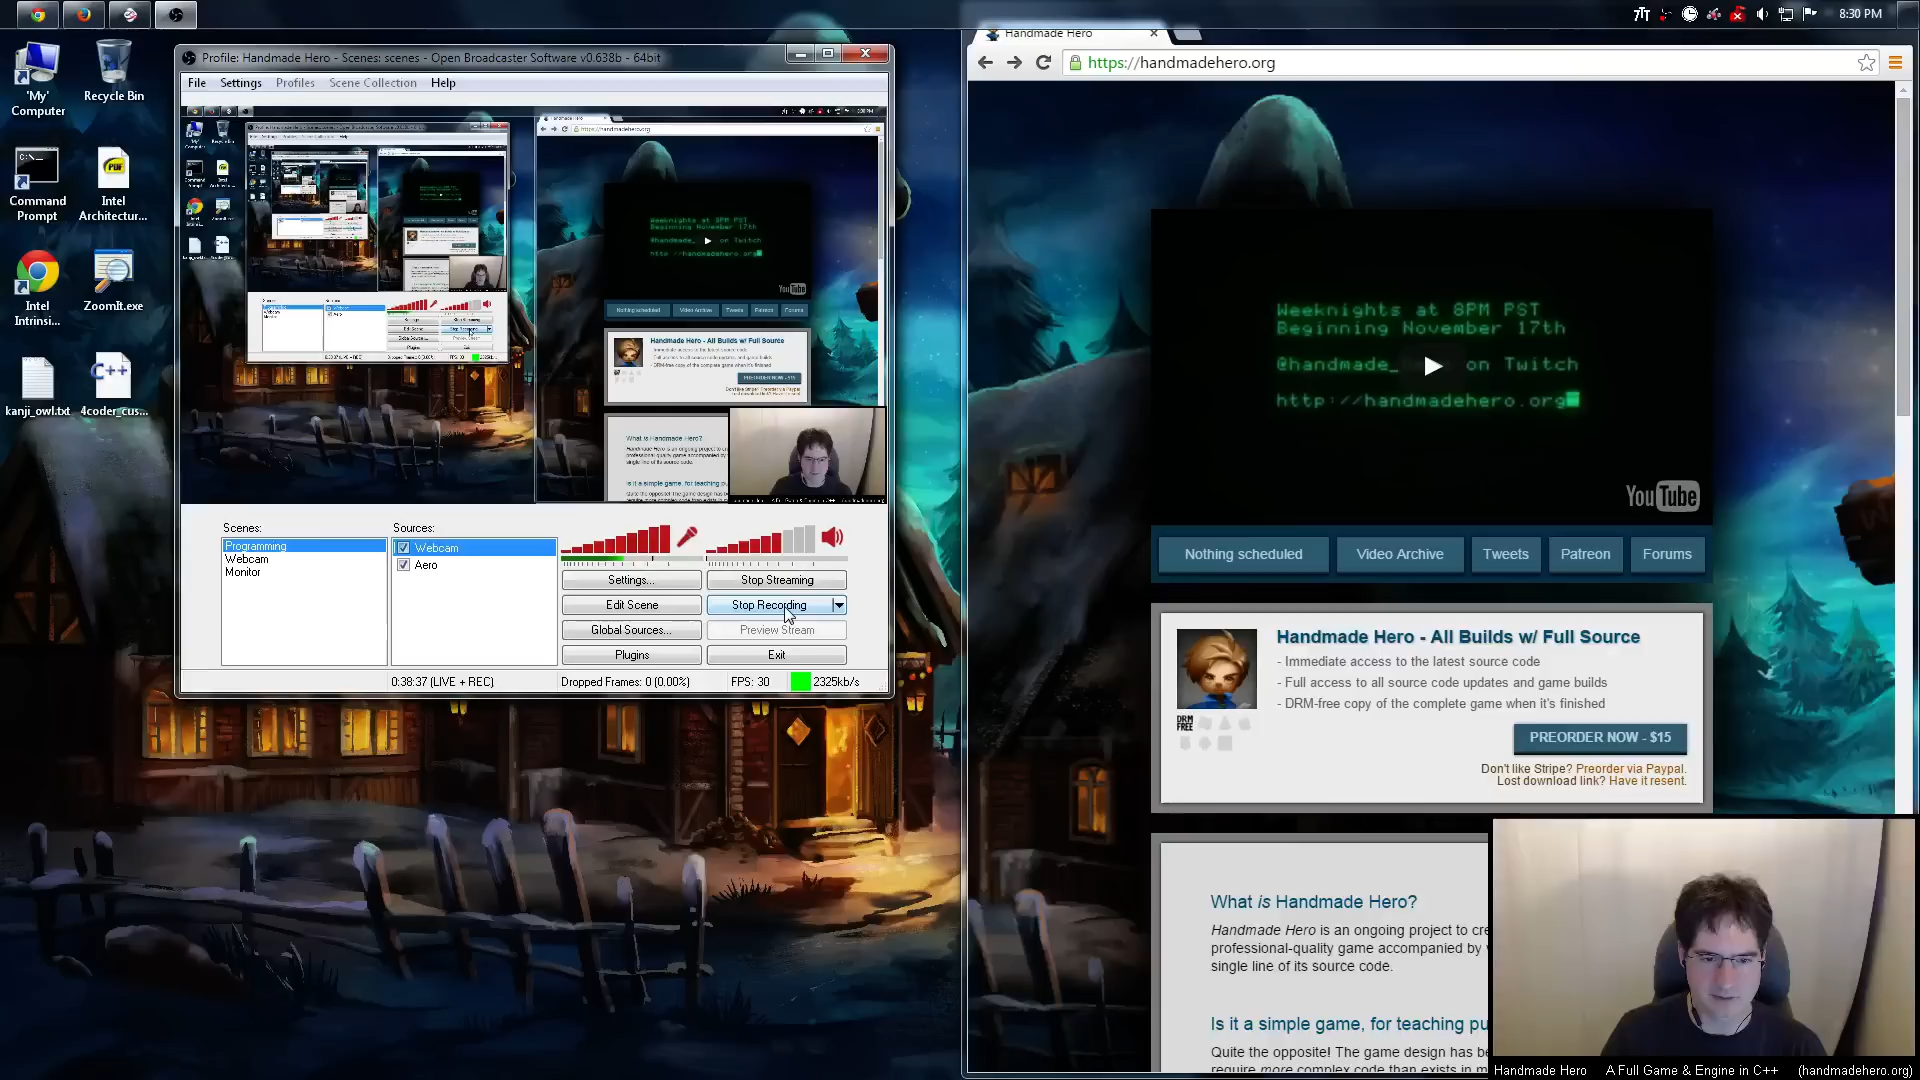 8:30 PM
'My' Computer
Recycle Bin
Command Prompt
Intel Architectur...
Intel Intrinsi...
ZoomIt.exe
kanji_owl.txt
4coder_cus...
Profile: Handmade Hero - Scenes: scenes - Open Broadcaster Software v0.638b - 64bit
File Settings Profiles Scene Collection Help
Scenes:
Programming
Webcam
Monitor
Sources:
Webcam
Aero
Settings...
Stop Streaming
Edit Scene
Stop Recording
Global Sources...
Preview Stream
Plugins
Exit
0:38:37 (LIVE + REC)
Dropped Frames: 0 (0.00%)
FPS: 30
2325kb/s
Handmade Hero
https://handmadehero.org
Weeknights at 8PM PST
Beginning November 17th
@handmade_ on Twitch
http://handmadehero.org
YouTube
Nothing scheduled
Video Archive
Tweets
Patreon
Forums
Handmade Hero - All Builds w/ Full Source
- Immediate access to the latest source code
- Full access to all source code updates and game builds
- DRM-free copy of the complete game when it's finished
DRM FREE
PREORDER NOW - $15
Don't like Stripe? Preorder via Paypal.
Lost download link? Have it resent.
What is Handmade Hero?
Handmade Hero is an ongoing project to cre
professional-quality game accompanied by
single line of its source code.
Is it a simple game, for teaching pu
Quite the opposite! The game design has be
require more complex code than exists in m
Handmade Hero A Full Game & Engine in C++ (handmadehero.org)